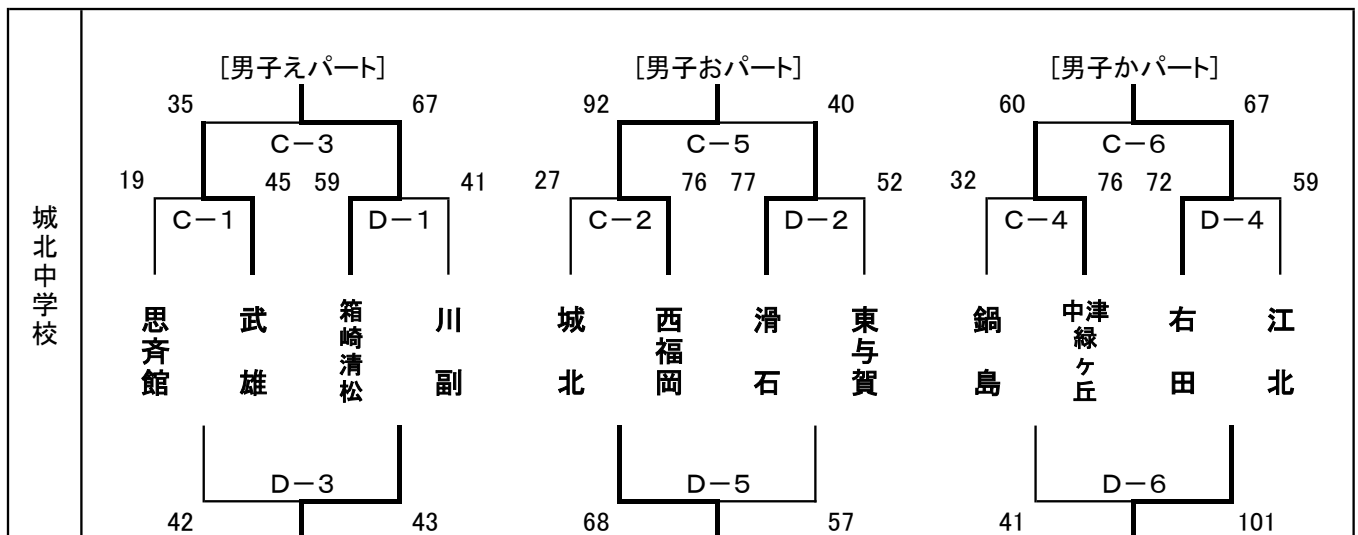 城北中学校
[男子えパート] [男子おパート] [男子かパート]
35 67 92 40 60 67
C-3 C-5 C-6
19 45 59 41 27 76 77 52 32 76 72 59
C-1 D-1 C-2 D-2 C-4 D-4
思斉館 武雄 箱崎清松 川副 城北 西福岡 滑石 東与賀 鍋島 中津緑ヶ丘 右田 江北
D-3 D-5 D-6
42 43 68 57 41 101